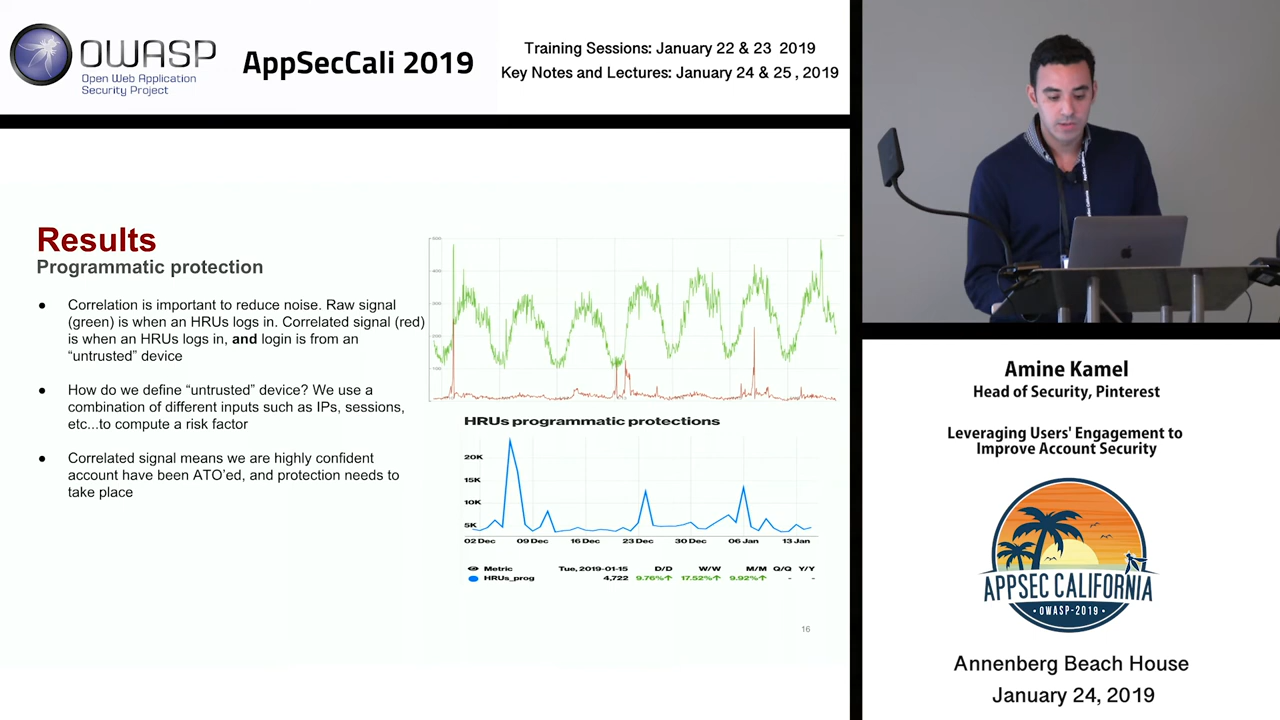 OWASP
Open Web Application
Security Project
AppSecCali 2019
Training Sessions: January 22 & 23 2019
Key Notes and Lectures: January 24 & 25 , 2019
Results
Programmatic protection
● Correlation is important to reduce noise. Raw signal
(green) is when an HRUs logs in. Correlated signal (red)
is when an HRUs logs in, and login is from an
“untrusted” device
● How do we define “untrusted” device? We use a
combination of different inputs such as IPs, sessions,
etc...to compute a risk factor
● Correlated signal means we are highly confident
account have been ATO’ed, and protection needs to
take place
500
400
300
200
100
HRUs programmatic protections
20K
15K
10K
5K
02 Dec 09 Dec 16 Dec 23 Dec 30 Dec 06 Jan 13 Jan
Metric Tue, 2019-01-15 D/D W/W M/M Q/Q Y/Y
HRUs_prog 4,722 9.76%↑ 17.52%↑ 9.92%↑ - -
16
Amine Kamel
Head of Security, Pinterest
Leveraging Users' Engagement to
Improve Account Security
APPSEC CALIFORNIA
• OWASP-2019 •
Annenberg Beach House
January 24, 2019